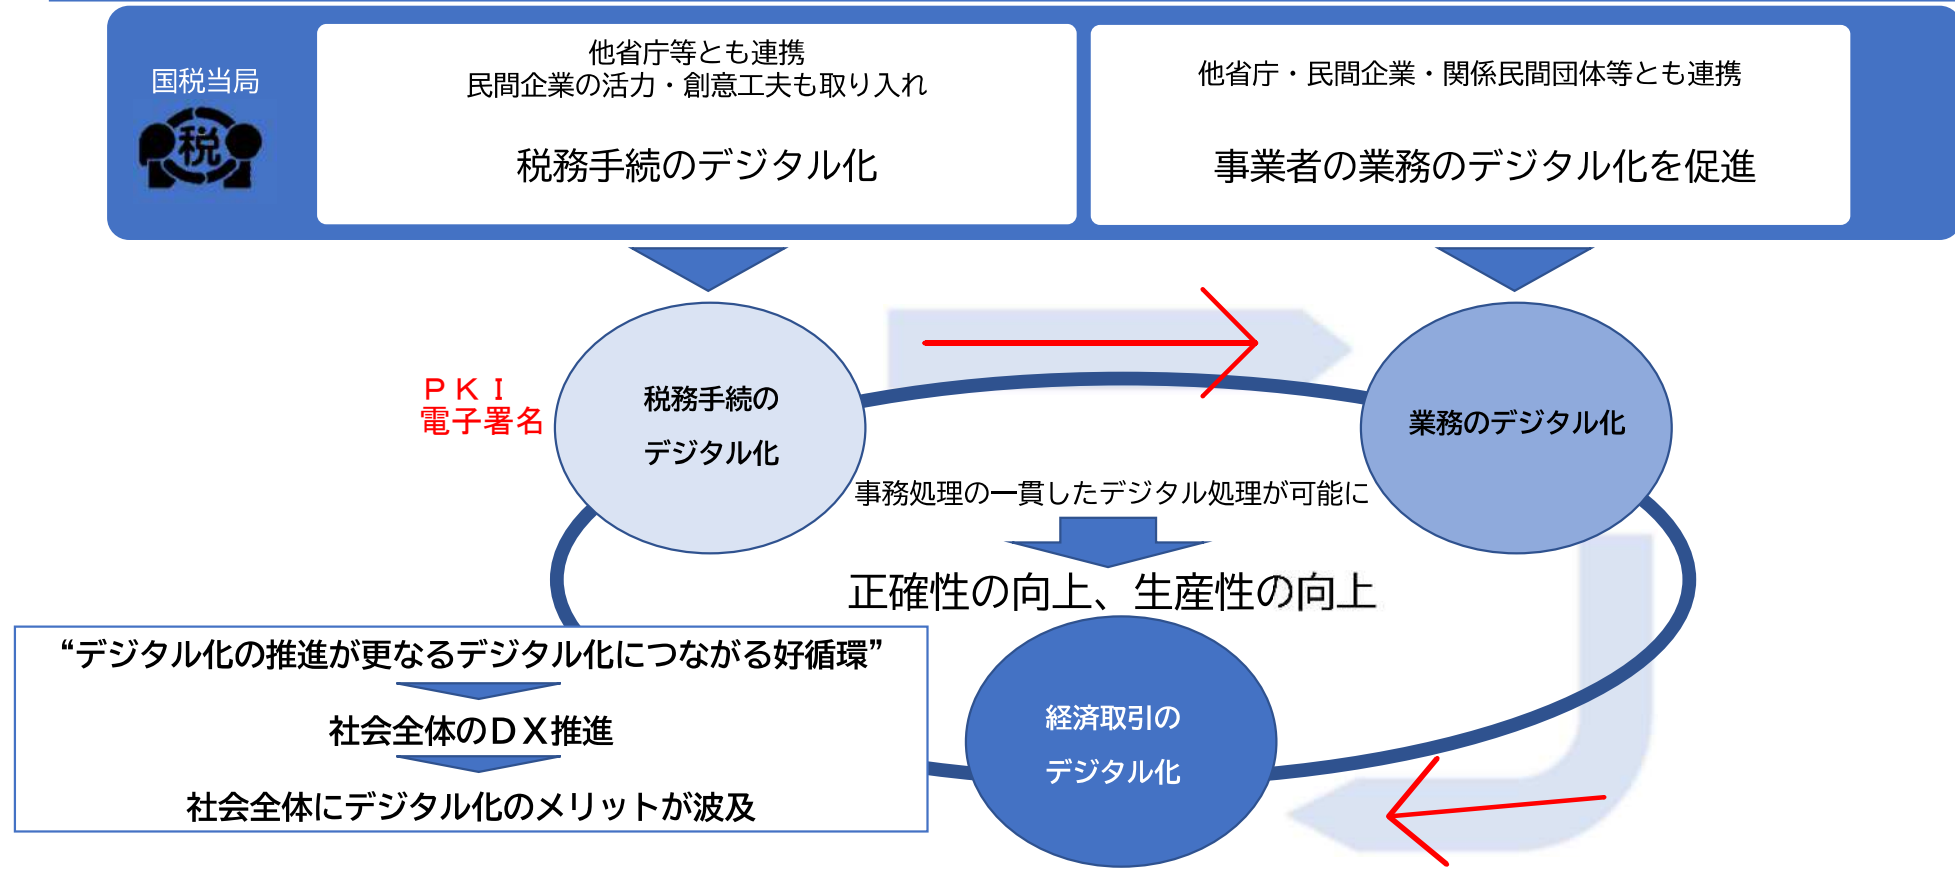 国税当局
税
他省庁等とも連携
民間企業の活力・創意工夫も取り入れ
税務手続のデジタル化
他省庁・民間企業・関係民間団体等とも連携
事業者の業務のデジタル化を促進
ＰＫＩ
電子署名
税務手続の
デジタル化
業務のデジタル化
事務処理の一貫したデジタル処理が可能に
正確性の向上、生産性の向上
“デジタル化の推進が更なるデジタル化につながる好循環”
社会全体のＤＸ推進
社会全体にデジタル化のメリットが波及
経済取引の
デジタル化